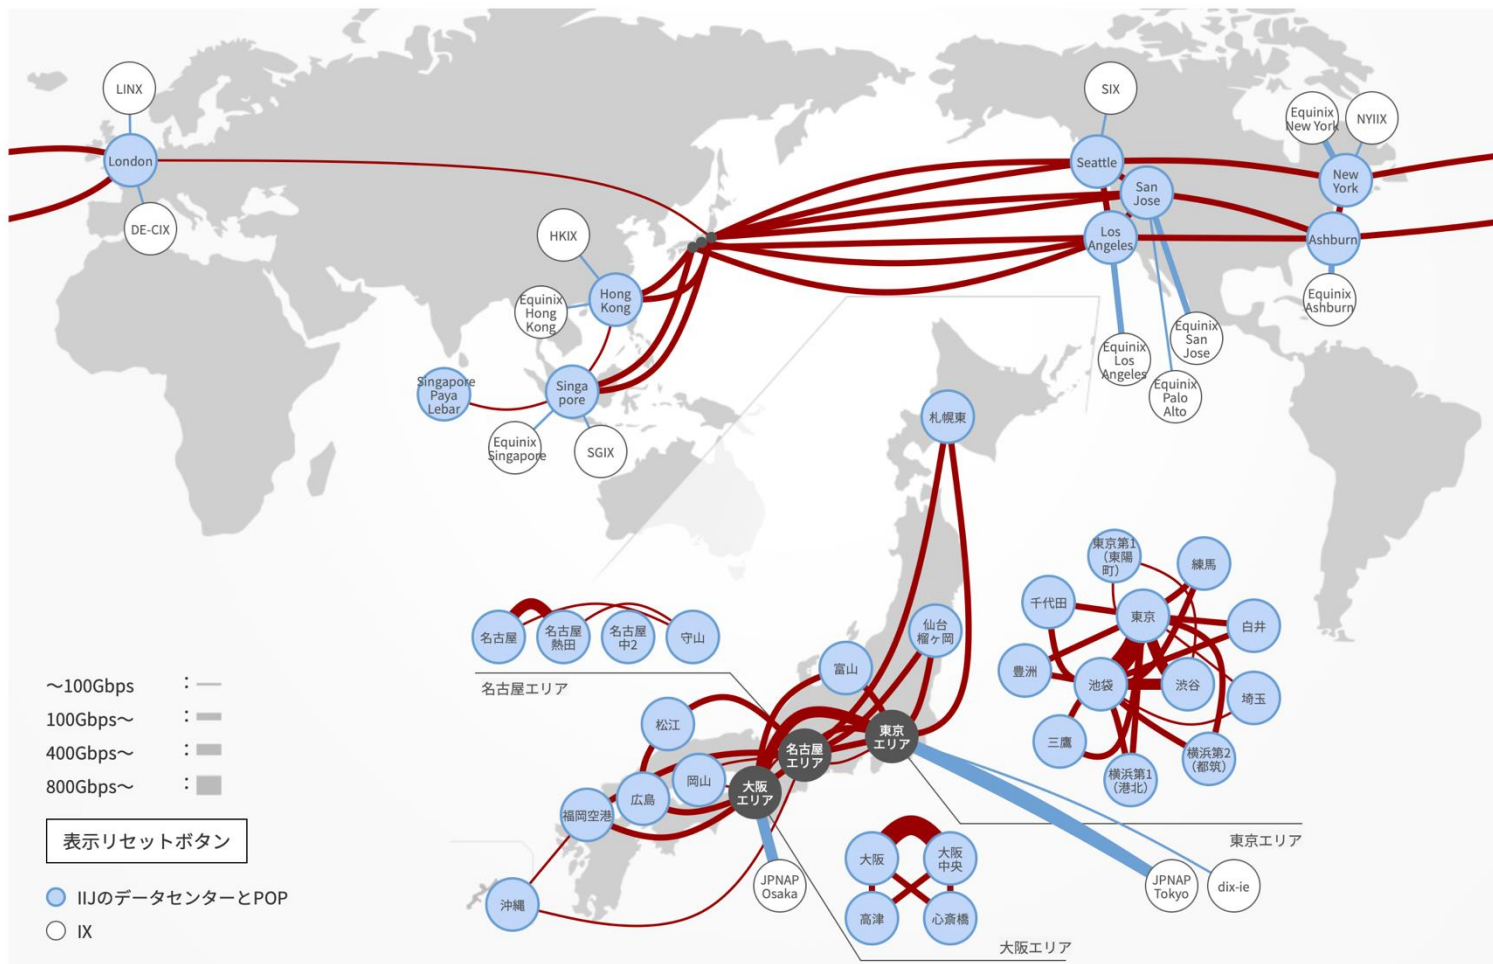 LINX
London
DE-CIX
SIX
Equinix
New York
NYIIX
Seattle
San
Jose
New
York
Los
Angeles
Ashburn
Equinix
Ashburn
HKIX
Hong
Kong
Equinix
Hong
Kong
Equinix
San
Jose
Equinix
Los
Angeles
Equinix
Palo
Alto
Singapore
Paya
Lebar
Singa
pore
Equinix
Singapore
SGIX
札幌東
東京第1
(東陽
町)
練馬
千代田
東京
白井
豊洲
池袋
渋谷
埼玉
三鷹
横浜第1
(港北)
横浜第2
(都筑)
名古屋
名古屋
熱田
名古屋
中2
守山
名古屋エリア
仙台
榴ヶ岡
富山
松江
東京
エリア
名古屋
エリア
大阪
エリア
岡山
広島
福岡空港
沖縄
JPNAP
Osaka
大阪
大阪
中央
高津
心斎橋
大阪エリア
東京エリア
JPNAP
Tokyo
dix-ie
～100Gbps :
100Gbps～ :
400Gbps～ :
800Gbps～ :
表示リセットボタン
IIJのデータセンターとPOP
IX